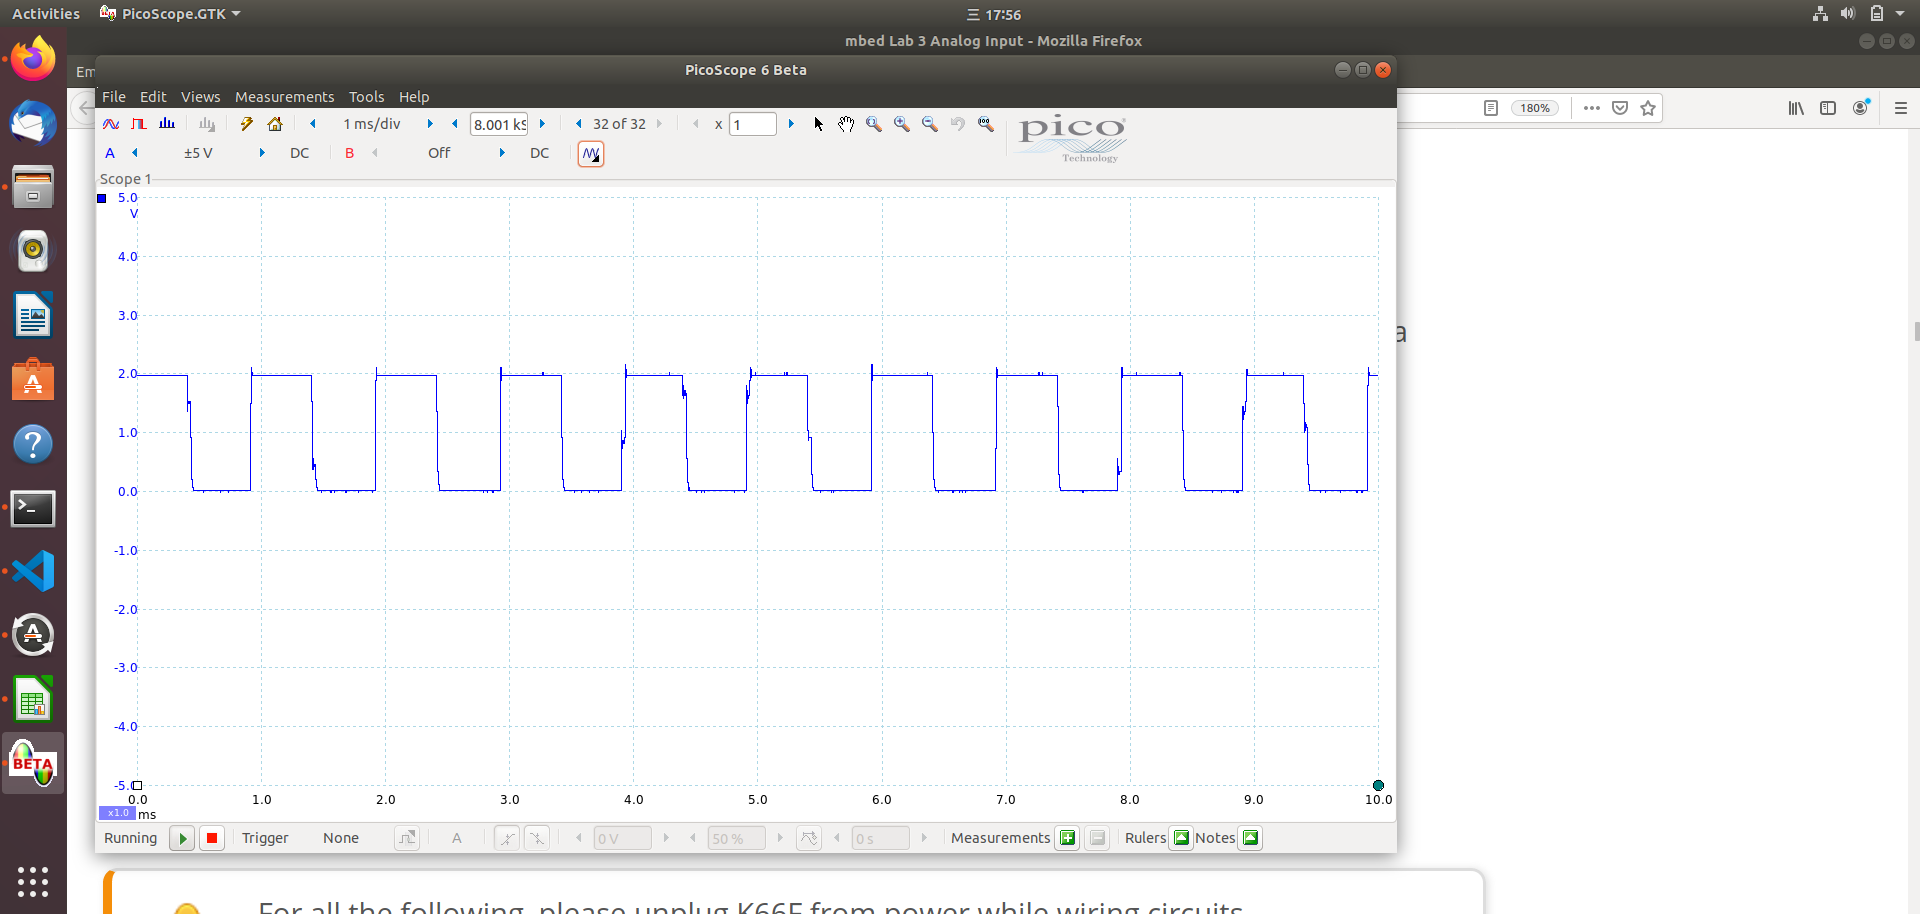 Activities PicoScope.GTK 17:56
mbed Lab 3 Analog Input - Mozilla Firefox
Em
PicoScope 6 Beta
File Edit Views Measurements Tools Help
180%
1 ms/div 8.001 kS 32 of 32 x 1
pico
Technology
A ±5 V DC B Off DC
Scope 1
5.0
V
4.0
3.0
2.0
1.0
0.0
-1.0
-2.0
-3.0
-4.0
-5.0
0.0 1.0 2.0 3.0 4.0 5.0 6.0 7.0 8.0 9.0 10.0
x1.0 ms
Running Trigger None A 0 V 50 % 0 s Measurements Rulers Notes
a
BETA
For all the following, please unplug K66F from power while wiring circuits